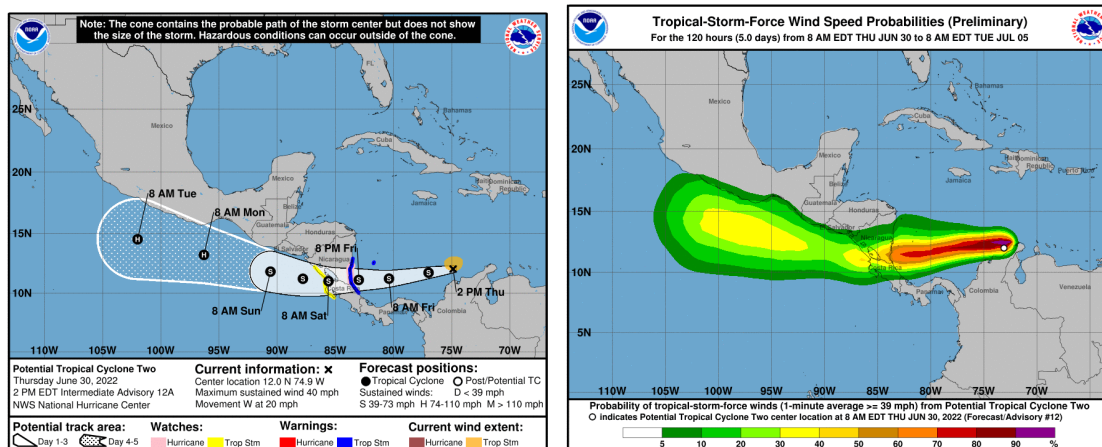 Note: The cone contains the probable path of the storm center but does not show
the size of the storm. Hazardous conditions can occur outside of the cone.
NOAA
FL
25N
Mexico
Bahamas
Cuba
20N
Haiti
Dominican
Republic
Jamaica
Belize
8 AM Tue
8 AM Mon
Guatemala
Honduras
15N
El Salvador
8 PM Fri
Nicaragua
2 PM Thu
8 AM Fri
10N
8 AM Sun
8 AM Sat
Costa Rica
Panama
Colombia
5N
110W 105W 100W 95W 90W 85W 80W 75W 70W
H
H
S
S
S
S
S
S
Potential Tropical Cyclone Two
Thursday June 30, 2022
2 PM EDT Intermediate Advisory 12A
NWS National Hurricane Center
Current information: x
Center location 12.0 N 74.9 W
Maximum sustained wind 40 mph
Movement W at 20 mph
Forecast positions:
Tropical Cyclone Post/Potential TC
Sustained winds: D < 39 mph
S 39-73 mph H 74-110 mph M > 110 mph
Potential track area:
Day 1-3 Day 4-5
Watches:
Hurricane Trop Stm
Warnings:
Hurricane Trop Stm
Current wind extent:
Hurricane Trop Stm
Tropical-Storm-Force Wind Speed Probabilities (Preliminary)
For the 120 hours (5.0 days) from 8 AM EDT THU JUN 30 to 8 AM EDT TUE JUL 05
NOAA
25N
Mexico
Bahamas
Cuba
20N
Haiti
Dominican
Republic
Puerto Rico
Jamaica
Belize
Guatemala
Honduras
15N
El Salvador
Nicaragua
Costa Rica
10N
Panama
Venezuela
Colombia
5N
110W 105W 100W 95W 90W 85W 80W 75W 70W
Probability of tropical-storm-force winds (1-minute average >= 39 mph) from Potential Tropical Cyclone Two
O indicates Potential Tropical Cyclone Two center location at 8 AM EDT THU JUN 30, 2022 (Forecast/Advisory #12)
5 10 20 30 40 50 60 70 80 90 %